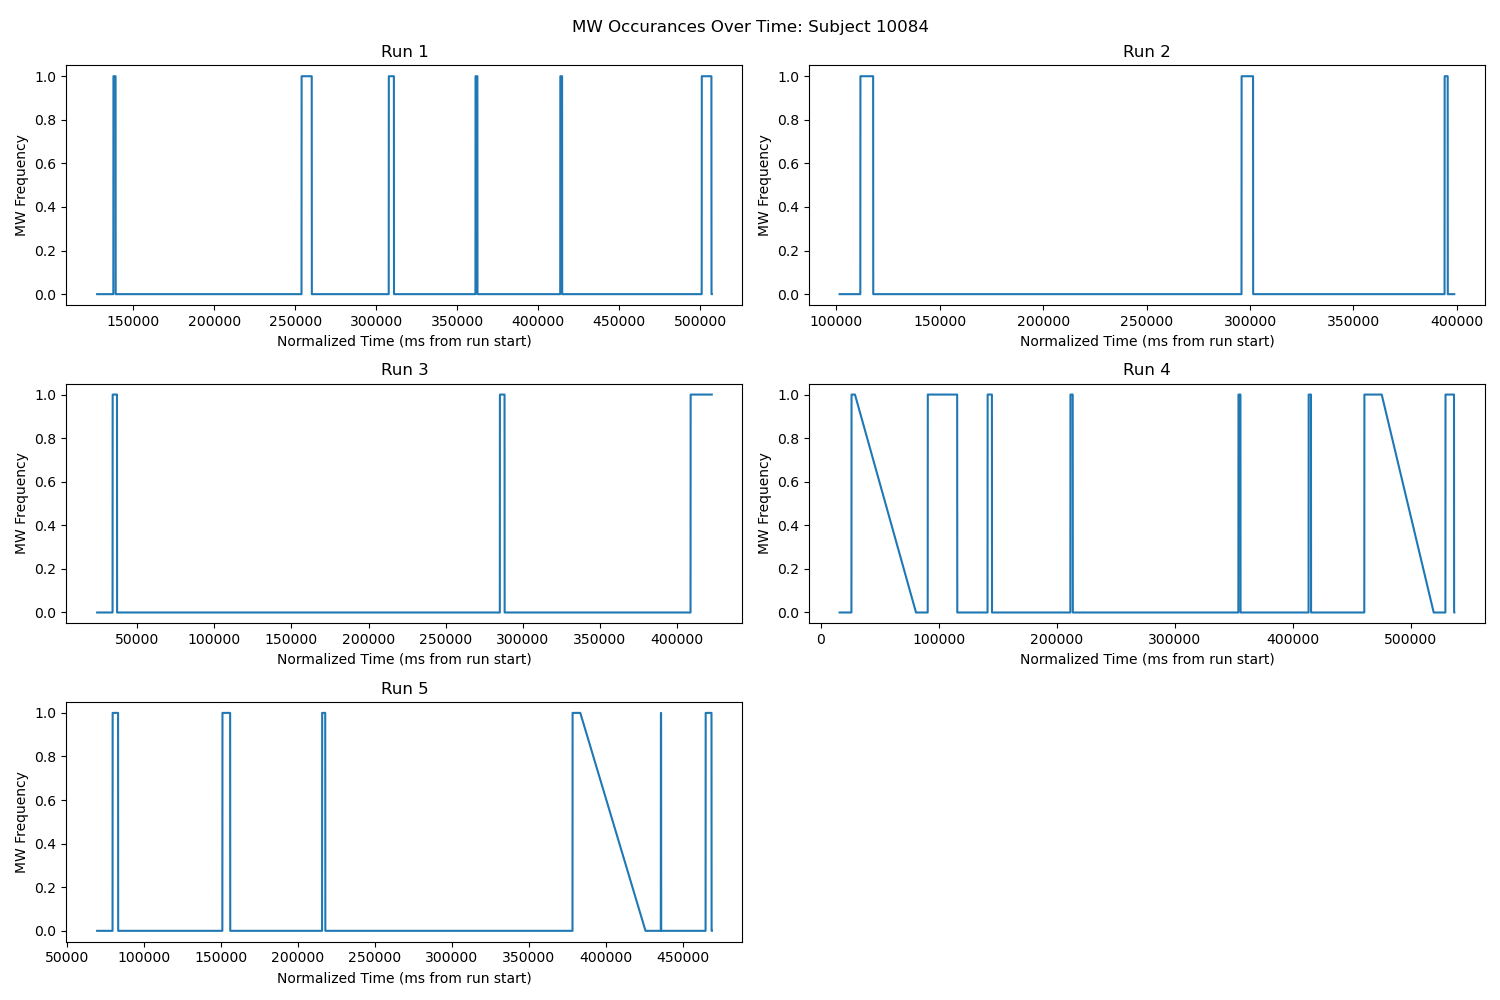 MW Occurances Over Time: Subject 10084
Run 1
MW Frequency
1.0
0.8
0.6
0.4
0.2
0.0
150000 200000 250000 300000 350000 400000 450000 500000
Normalized Time (ms from run start)
Run 2
MW Frequency
1.0
0.8
0.6
0.4
0.2
0.0
100000 150000 200000 250000 300000 350000 400000
Normalized Time (ms from run start)
Run 3
MW Frequency
1.0
0.8
0.6
0.4
0.2
0.0
50000 100000 150000 200000 250000 300000 350000 400000
Normalized Time (ms from run start)
Run 4
MW Frequency
1.0
0.8
0.6
0.4
0.2
0.0
0 100000 200000 300000 400000 500000
Normalized Time (ms from run start)
Run 5
MW Frequency
1.0
0.8
0.6
0.4
0.2
0.0
50000 100000 150000 200000 250000 300000 350000 400000 450000
Normalized Time (ms from run start)